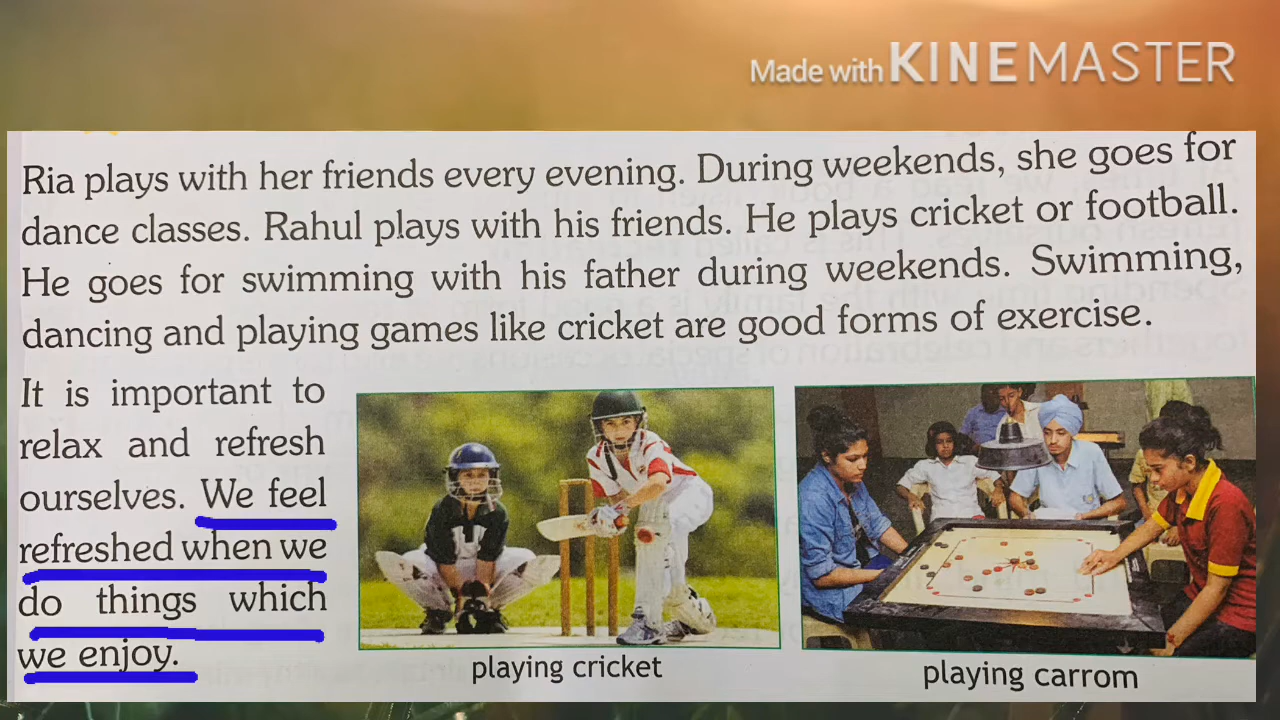 Made with KINEMASTER
Ria plays with her friends every evening. During weekends, she goes for
dance classes. Rahul plays with his friends. He plays cricket or football.
He goes for swimming with his father during weekends. Swimming,
dancing and playing games like cricket are good forms of exercise.
It is important to
relax and refresh
ourselves. We feel
refreshed when we
do things which
we enjoy.
playing cricket
playing carrom